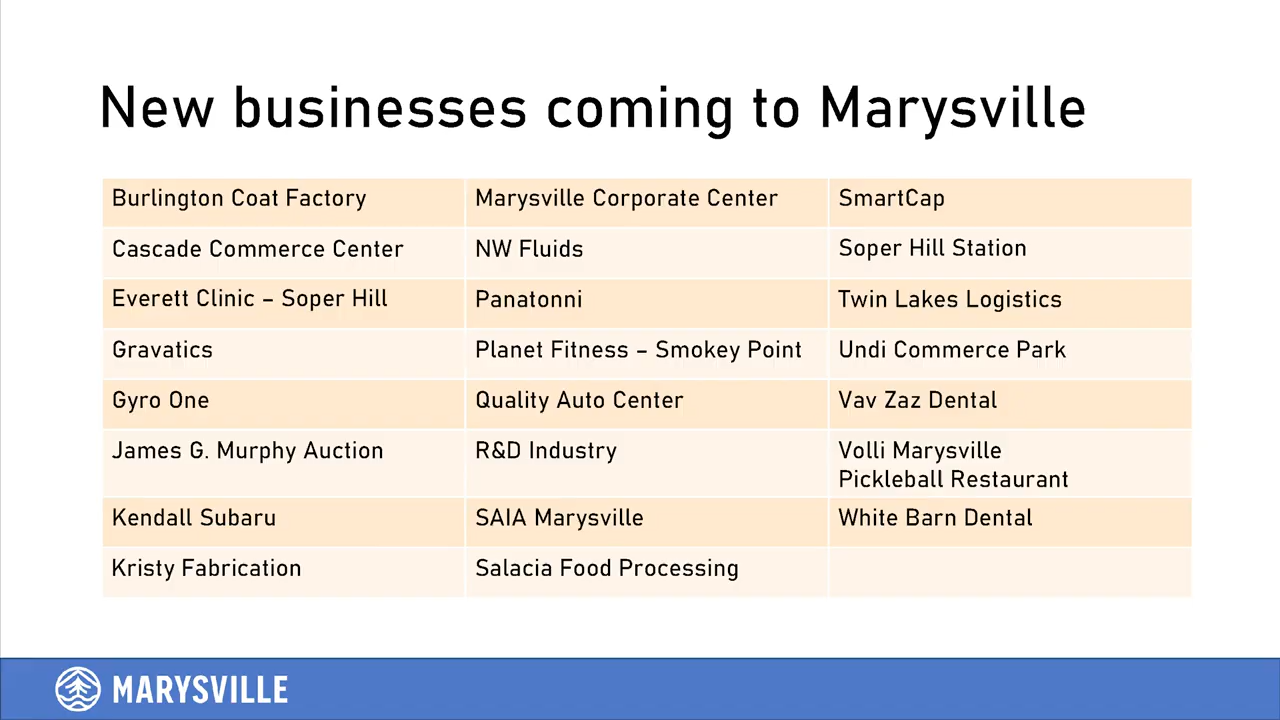 New businesses coming to Marysville
Burlington Coat Factory
Marysville Corporate Center
SmartCap
Cascade Commerce Center
NW Fluids
Soper Hill Station
Everett Clinic – Soper Hill
Panatonni
Twin Lakes Logistics
Gravatics
Planet Fitness – Smokey Point
Undi Commerce Park
Gyro One
Quality Auto Center
Vav Zaz Dental
James G. Murphy Auction
R&D Industry
Volli Marysville
Pickleball Restaurant
Kendall Subaru
SAIA Marysville
White Barn Dental
Kristy Fabrication
Salacia Food Processing
MARYSVILLE